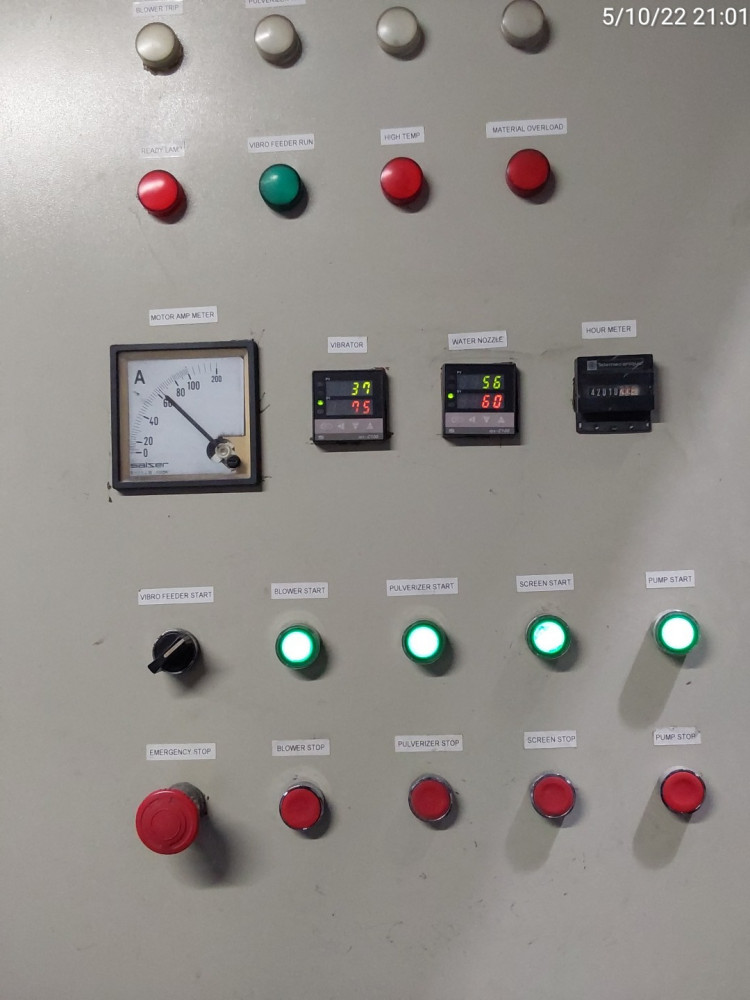 5/10/22 21:01
BLOWER TRIP
READY LAMP
VIBRO FEEDER RUN
HIGH TEMP
MATERIAL OVERLOAD
MOTOR AMP METER
VIBRATOR
WATER NOZZLE
HOUR METER
A
0
20
40
60
80
100
200
37
75
56
60
VIBRO FEEDER START
BLOWER START
PULVERIZER START
SCREEN START
PUMP START
EMERGENCY STOP
BLOWER STOP
PULVERIZER STOP
SCREEN STOP
PUMP STOP